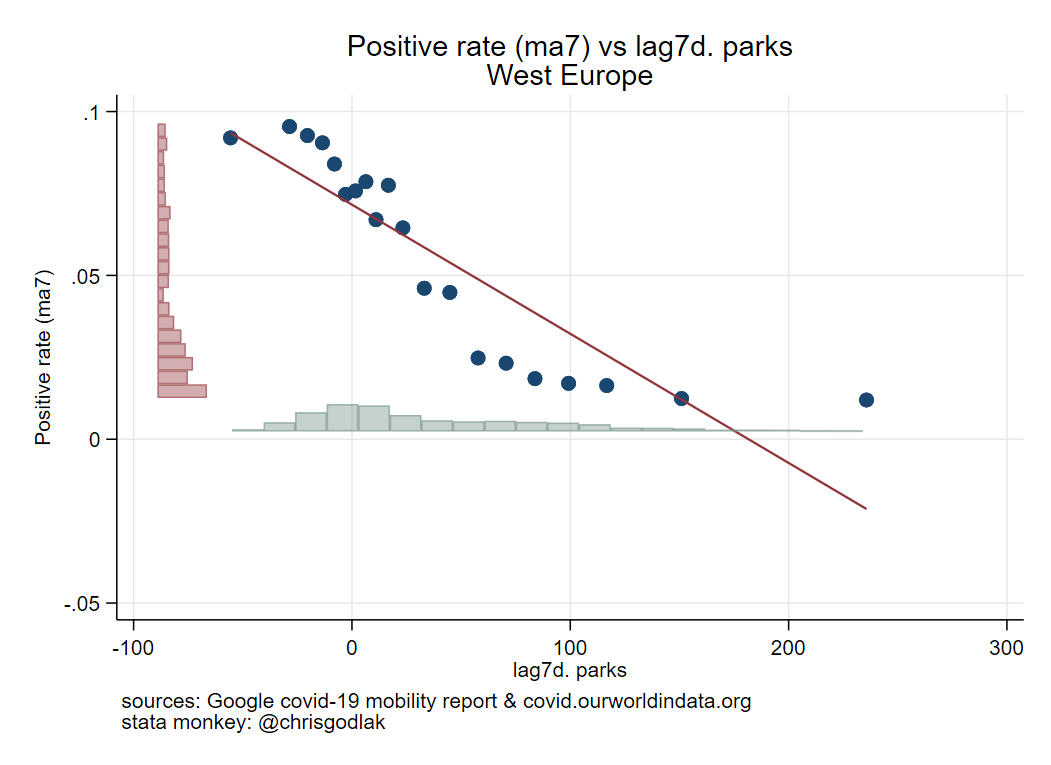 Positive rate (ma7) vs lag7d. parks
West Europe
Positive rate (ma7)
.1
.05
0
-.05
-100 0 100 200 300
lag7d. parks
sources: Google covid-19 mobility report & covid.ourworldindata.org
stata monkey: @chrisgodlak